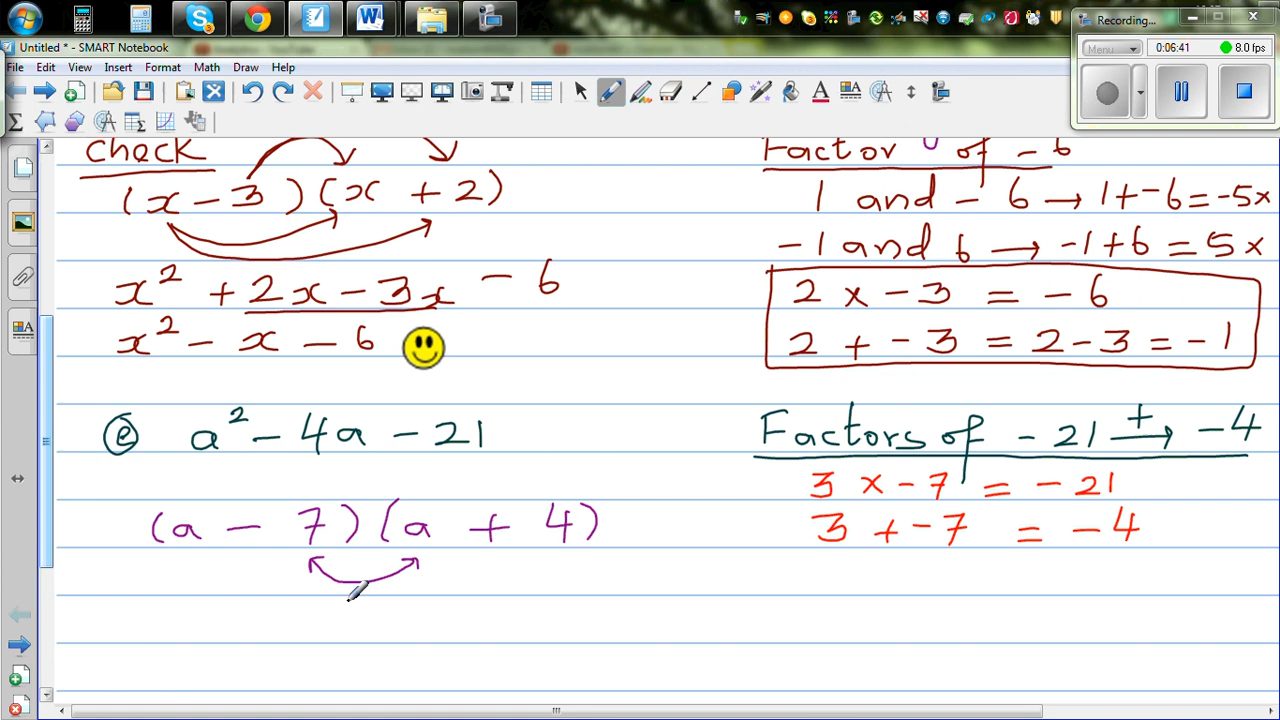 Untitled * - SMART Notebook
File Edit View Insert Format Math Draw Help
Recording...
Menu
0:06:41
8.0 fps
Check
(x - 3)(x + 2)
x² + 2x - 3x - 6
x² - x - 6
Factor of - 6
1 and - 6 → 1 + - 6 = -5 x
- 1 and 6 → -1 + 6 = 5 x
2 x - 3 = - 6
2 + - 3 = 2 - 3 = - 1
e a² - 4a - 21
(a - 7)(a + 4)
Factors of - 21 + → - 4
3 x - 7 = - 21
3 + - 7 = - 4